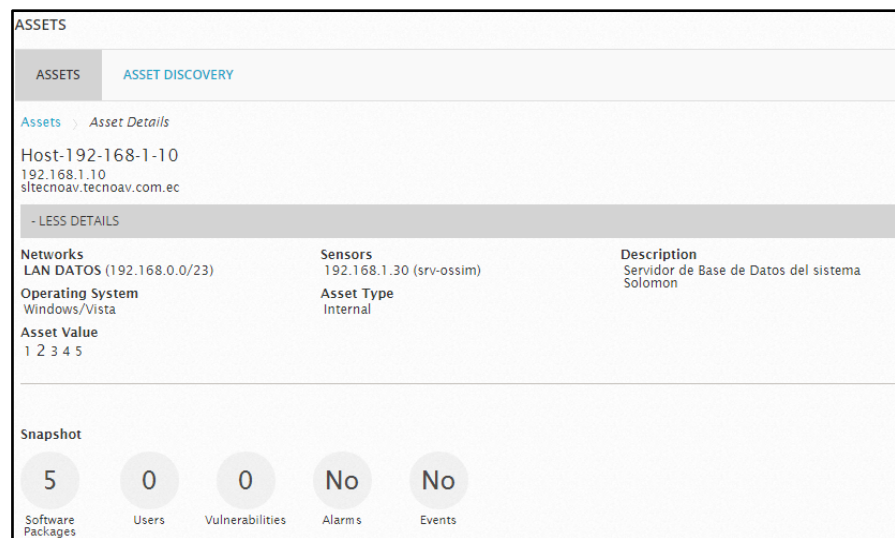 ASSETS
ASSETS ASSET DISCOVERY
Assets › Asset Details
Host-192-168-1-10
192.168.1.10
sltecnoav.tecnoav.com.ec
- LESS DETAILS
Networks
LAN DATOS (192.168.0.0/23)
Operating System
Windows/Vista
Asset Value
1 2 3 4 5
Sensors
192.168.1.30 (srv-ossim)
Asset Type
Internal
Description
Servidor de Base de Datos del sistema
Solomon
Snapshot
5 0 0 No No
Software Packages Users Vulnerabilities Alarms Events